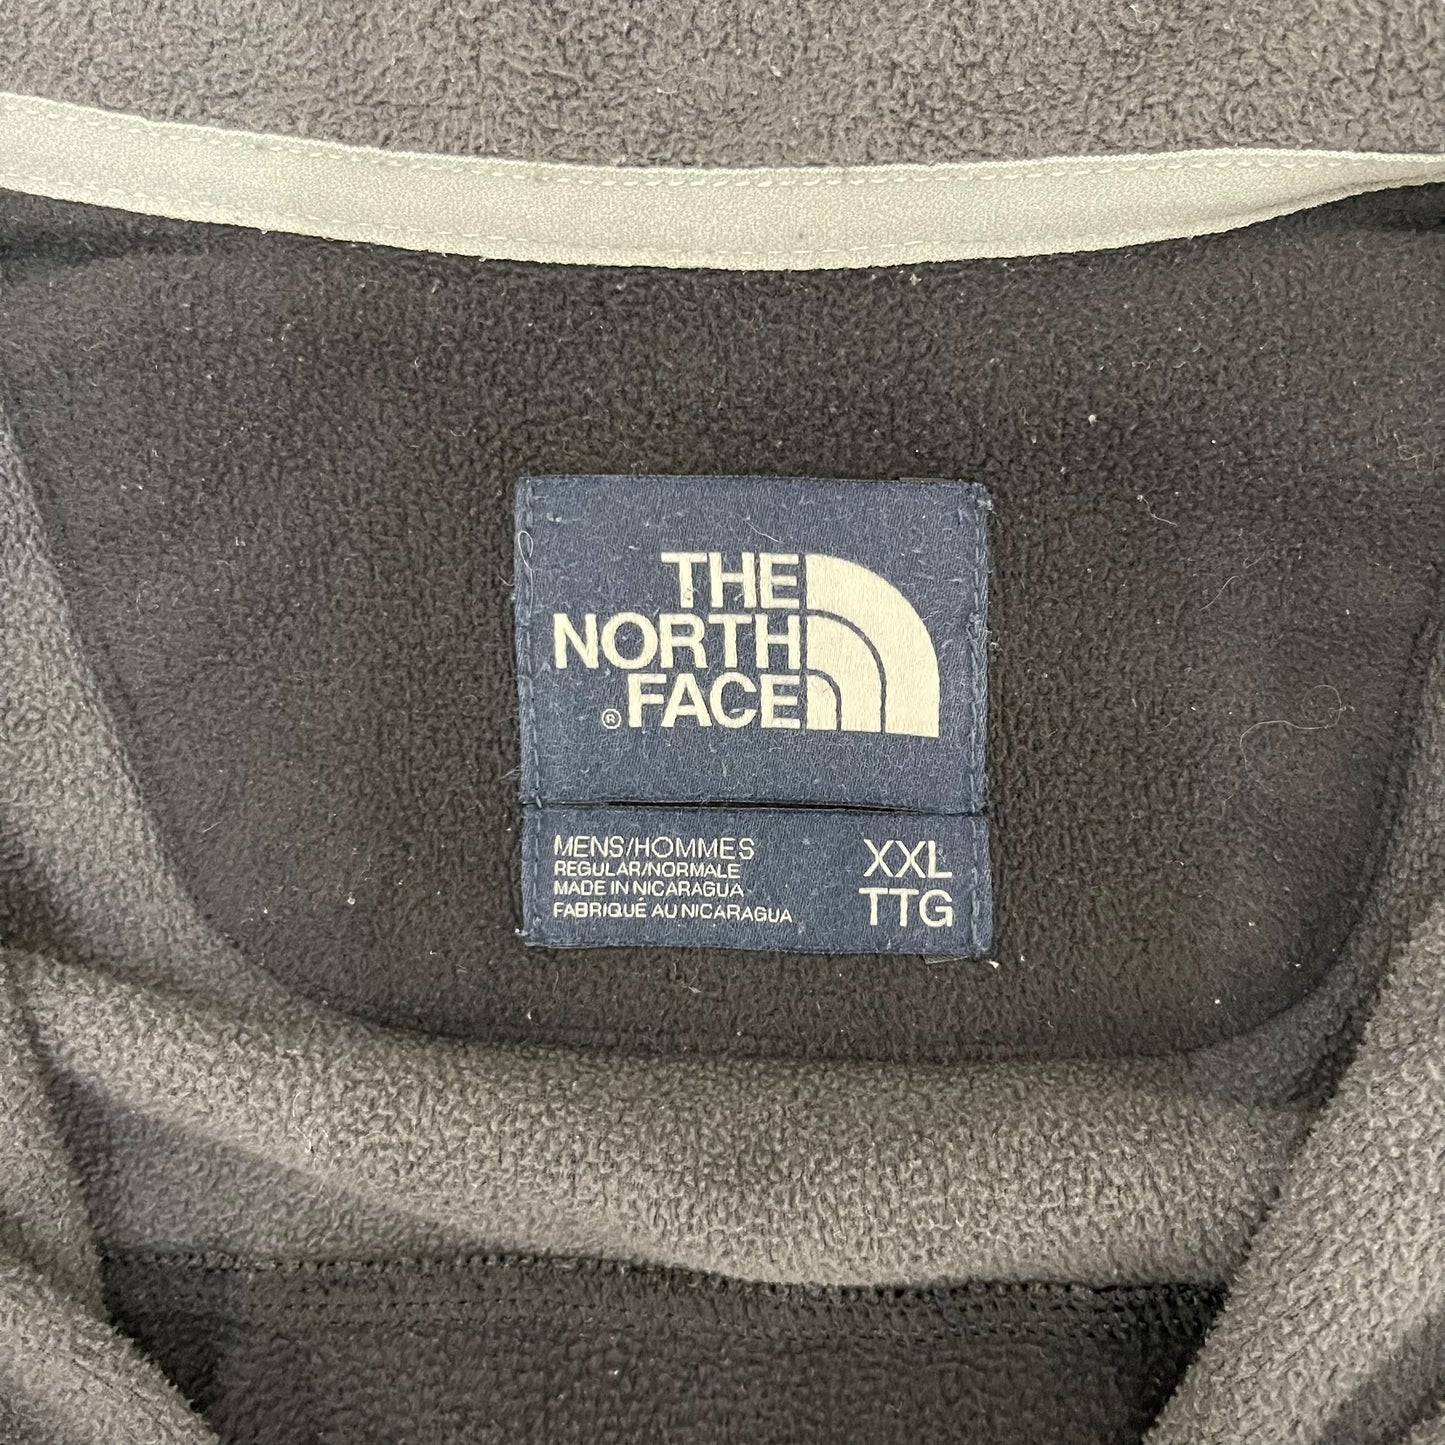 THE
NORTH
® FACE
MENS/HOMMES
REGULAR/NORMALE
MADE IN NICARAGUA
FABRIQUÉ AU NICARAGUA
XXL
TTG